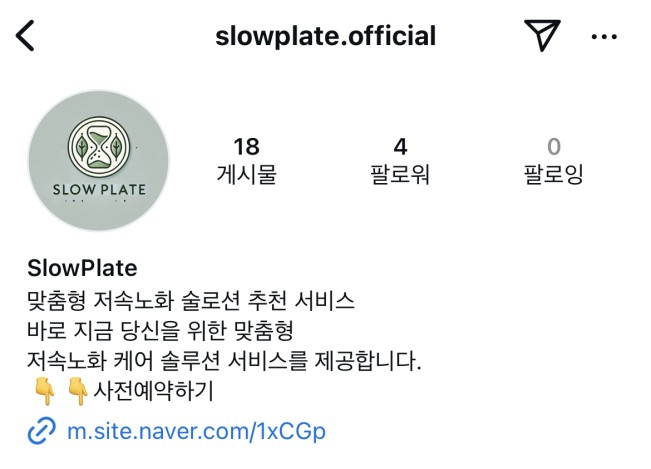 slowplate.official
SLOW PLATE
18 4 0
게시물 팔로워 팔로잉
SlowPlate
맞춤형 저속노화 술로션 추천 서비스
바로 지금 당신을 위한 맞춤형
저속노화 케어 솔루션 서비스를 제공합니다.
👇 👇사전예약하기
m.site.naver.com/1xCGp